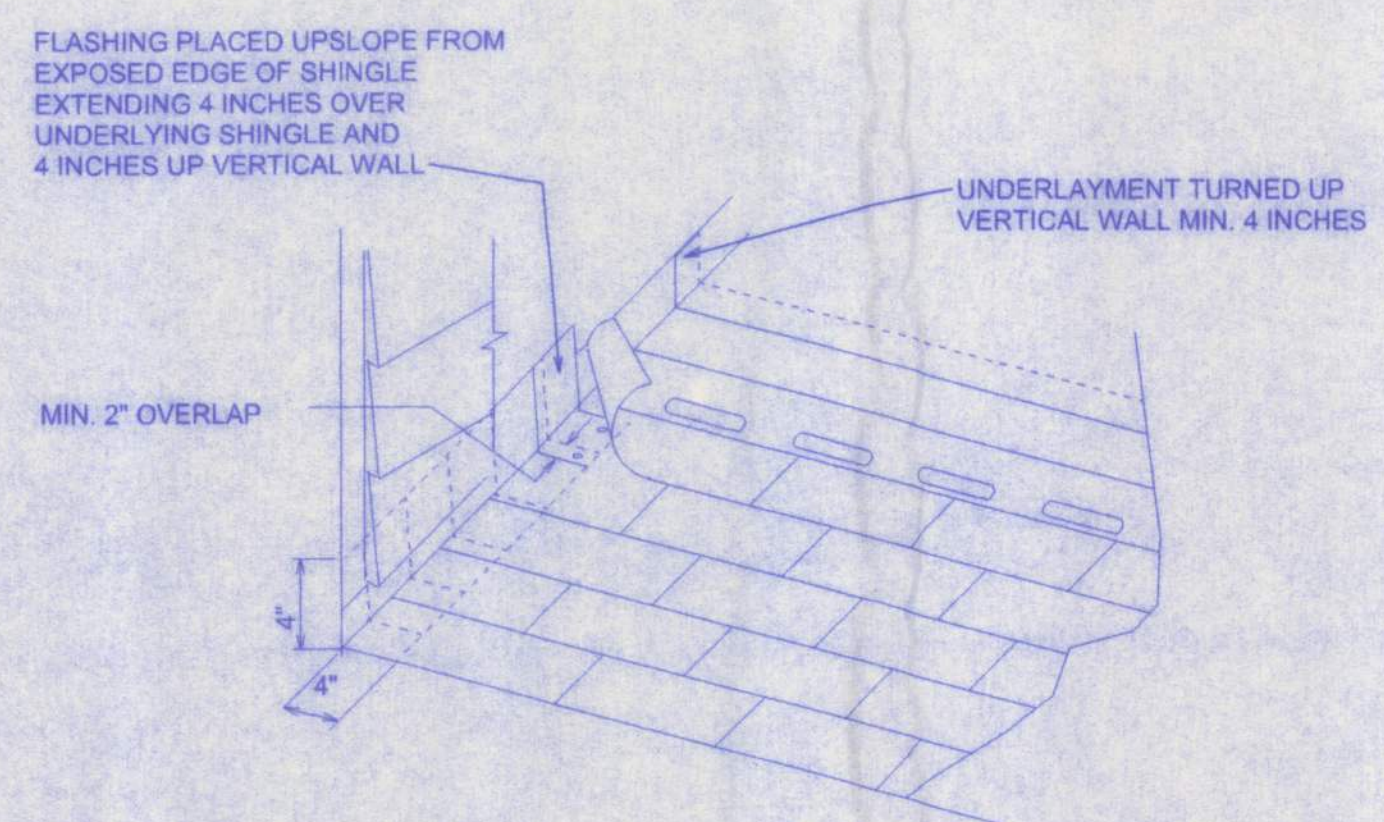 FLASHING PLACED UPSLOPE FROM
EXPOSED EDGE OF SHINGLE
EXTENDING 4 INCHES OVER
UNDERLYING SHINGLE AND
4 INCHES UP VERTICAL WALL
UNDERLAYMENT TURNED UP
VERTICAL WALL MIN. 4 INCHES
MIN. 2" OVERLAP
4"
4"